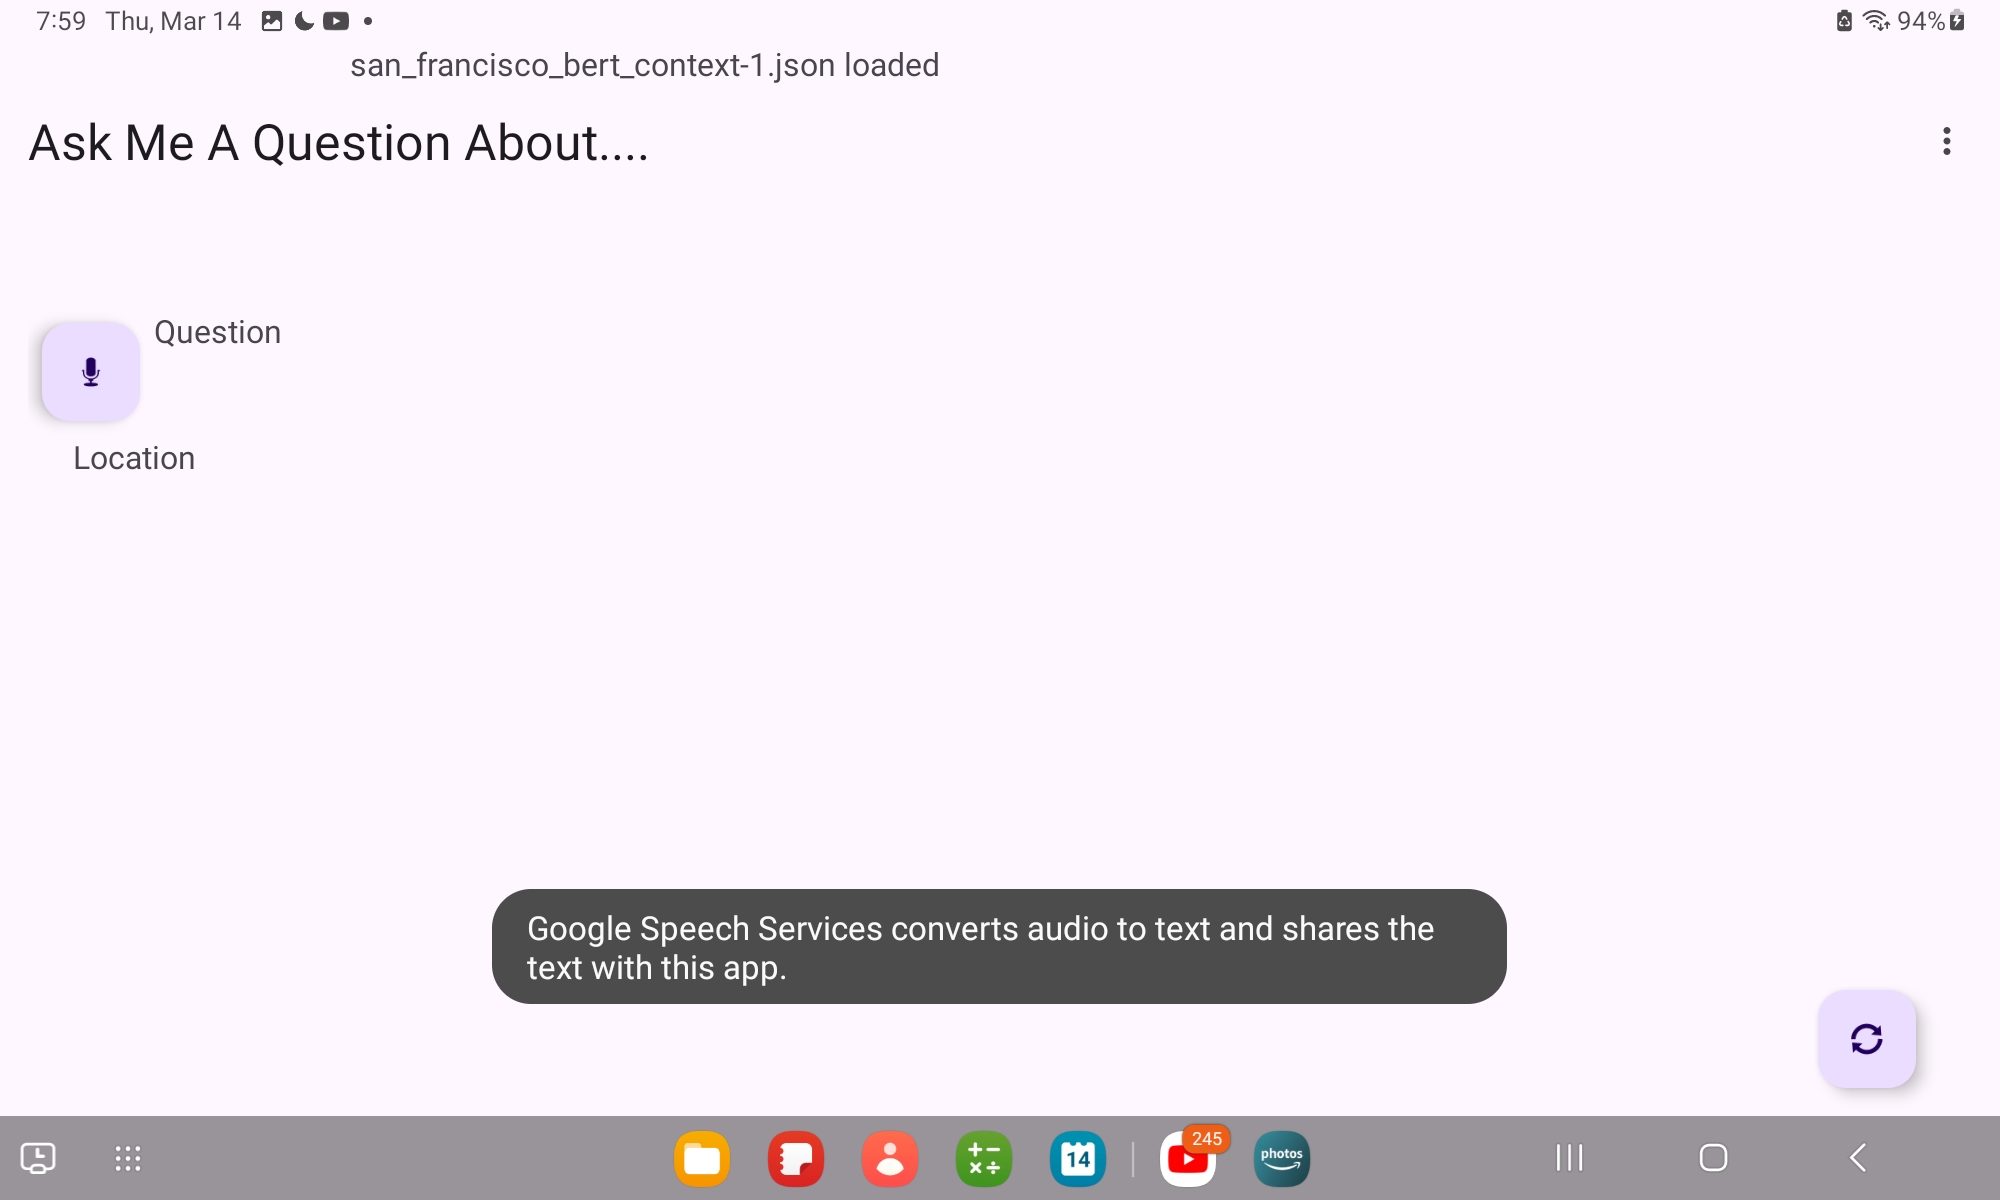 7:59 Thu, Mar 14
94%
san_francisco_bert_context-1.json loaded
Ask Me A Question About....
Question
Location
Google Speech Services converts audio to text and shares the
text with this app.
14
245
photos